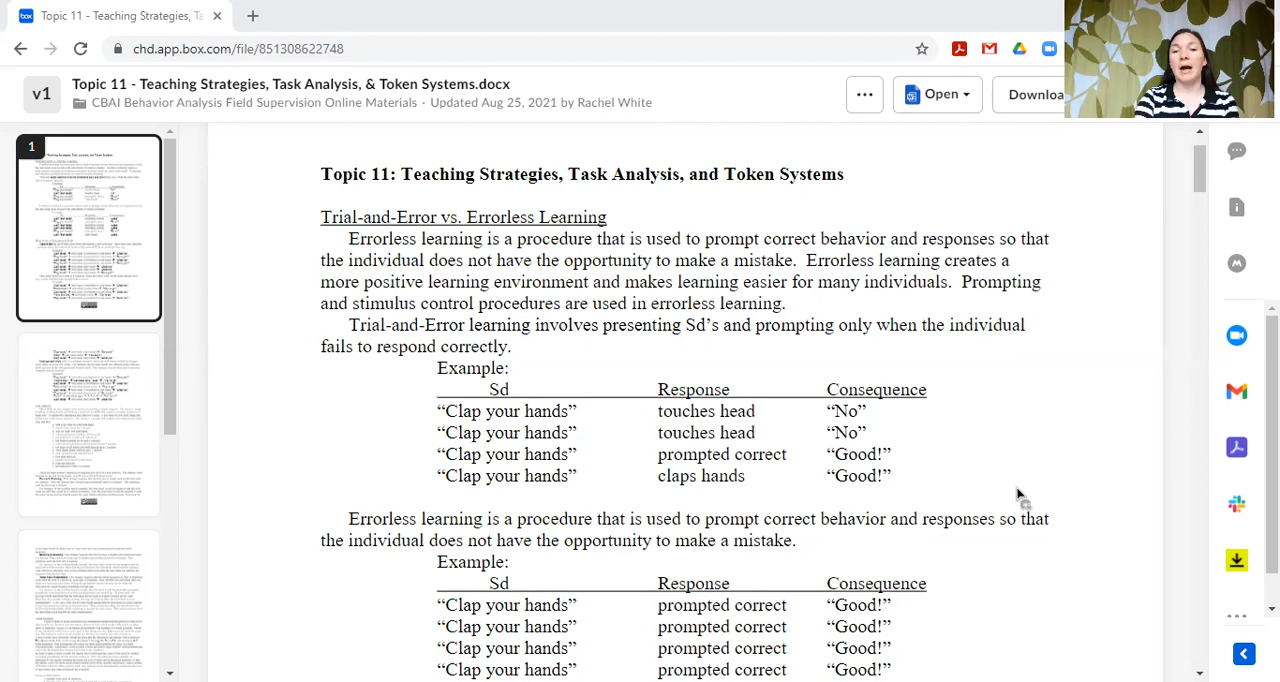 Topic 11 - Teaching Strategies, Ta
chd.app.box.com/file/851308622748
v1
Topic 11 - Teaching Strategies, Task Analysis, & Token Systems.docx
CBAI Behavior Analysis Field Supervision Online Materials · Updated Aug 25, 2021 by Rachel White
Open
Downloa
1
Topic 11: Teaching Strategies, Task Analysis, and Token Systems
Trial-and-Error vs. Errorless Learning
Errorless learning is a procedure that is used to prompt correct behavior and responses so that
the individual does not have the opportunity to make a mistake. Errorless learning creates a
more positive learning environment and makes learning easier for many individuals. Prompting
and stimulus control procedures are used in errorless learning.
Trial-and-Error learning involves presenting Sd's and prompting only when the individual
fails to respond correctly.
Example:
Sd Response Consequence
"Clap your hands" touches head "No"
"Clap your hands" touches head "No"
"Clap your hands" prompted correct "Good!"
"Clap your hands" claps hands "Good!"
Errorless learning is a procedure that is used to prompt correct behavior and responses so that
the individual does not have the opportunity to make a mistake.
Example:
Sd Response Consequence
"Clap your hands" prompted correct "Good!"
"Clap your hands" prompted correct "Good!"
"Clap your hands" prompted correct "Good!"
"Clap your hands" prompted correct "Good!"